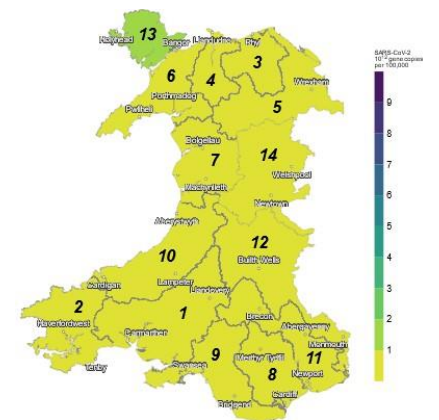 13
Holyhead
Bangor
Llandudno
Rhyl
3
6
4
Wrexham
Porthmadog
5
Pwllheli
Dolgellau
7
14
Welshpool
Machynlleth
Newtown
Aberystwyth
12
10
Builth Wells
Cardigan
Lampeter
Llandovery
2
1
Brecon
Haverfordwest
Abergavenny
Carmarthen
Monmouth
9
Merthyr Tydfil
11
Tenby
Swansea
8
Newport
Bridgend
Cardiff
SARS-CoV-2
gene copies
per 100,000
9
8
7
6
5
4
3
2
1